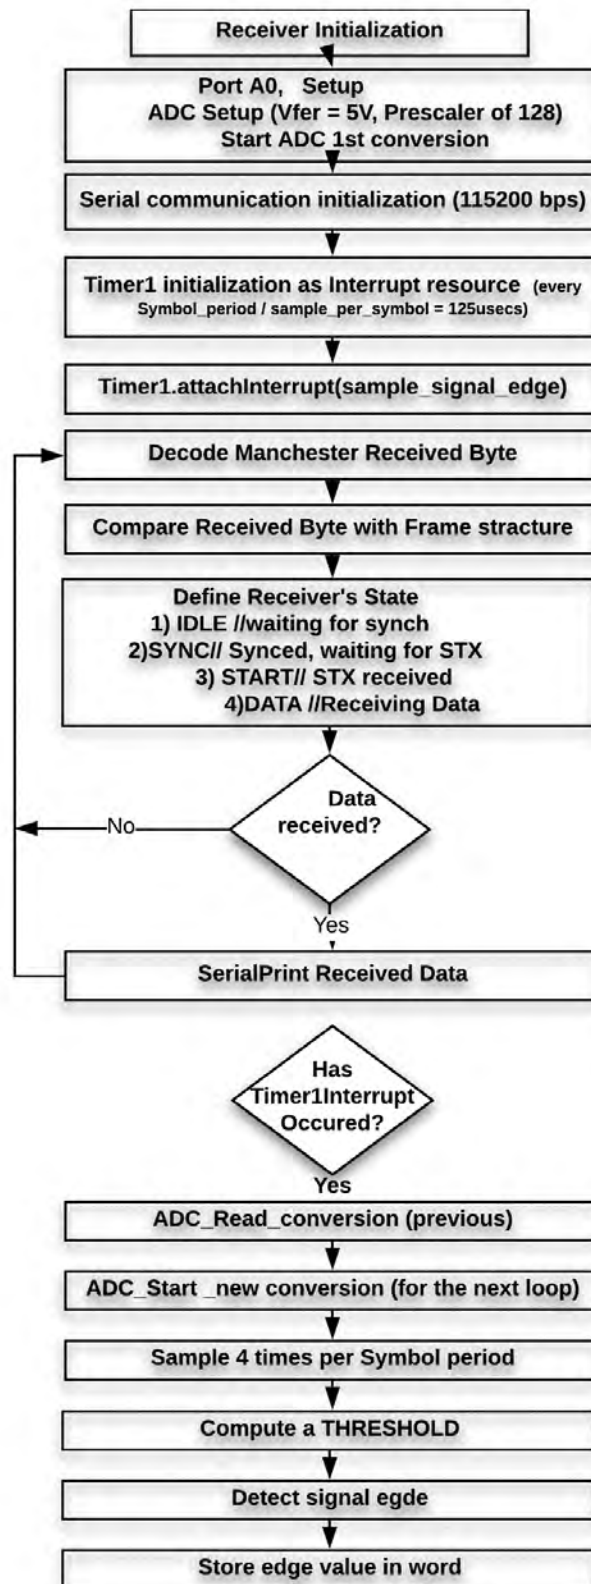 Receiver Initialization
Port A0, Setup
ADC Setup (Vfer = 5V, Prescaler of 128)
Start ADC 1st conversion
Serial communication initialization (115200 bps)
Timer1 initialization as Interrupt resource (every
Symbol_period / sample_per_symbol = 125usecs)
Timer1.attachInterrupt(sample_signal_edge)
Decode Manchester Received Byte
Compare Received Byte with Frame stracture
Define Receiver's State
1) IDLE //waiting for synch
2)SYNC// Synced, waiting for STX
3) START// STX received
4)DATA //Receiving Data
Data
received?
No
Yes
SerialPrint Received Data
Has
Timer1Interrupt
Occured?
Yes
ADC_Read_conversion (previous)
ADC_Start _new conversion (for the next loop)
Sample 4 times per Symbol period
Compute a THRESHOLD
Detect signal egde
Store edge value in word